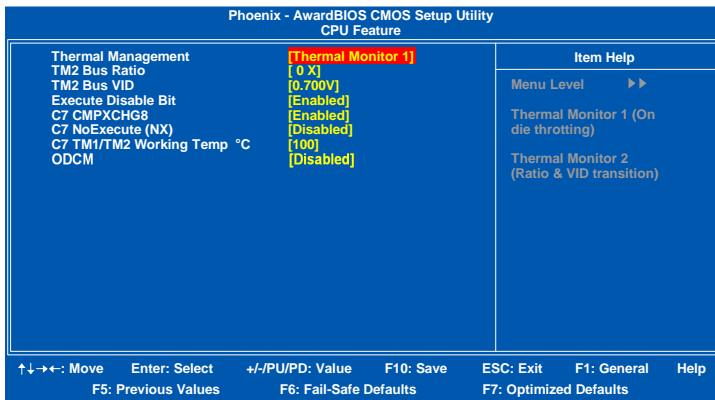 Phoenix - AwardBIOS CMOS Setup Utility
CPU Feature
Thermal Management [Thermal Monitor 1]
TM2 Bus Ratio [ 0 X]
TM2 Bus VID [0.700V]
Execute Disable Bit [Enabled]
C7 CMPXCHG8 [Enabled]
C7 NoExecute (NX) [Disabled]
C7 TM1/TM2 Working Temp °C [100]
ODCM [Disabled]
Item Help
Menu Level ▶▶
Thermal Monitor 1 (On
die throtting)
Thermal Monitor 2
(Ratio & VID transition)
↑↓→←: Move Enter: Select +/-/PU/PD: Value F10: Save ESC: Exit F1: General Help
F5: Previous Values F6: Fail-Safe Defaults F7: Optimized Defaults